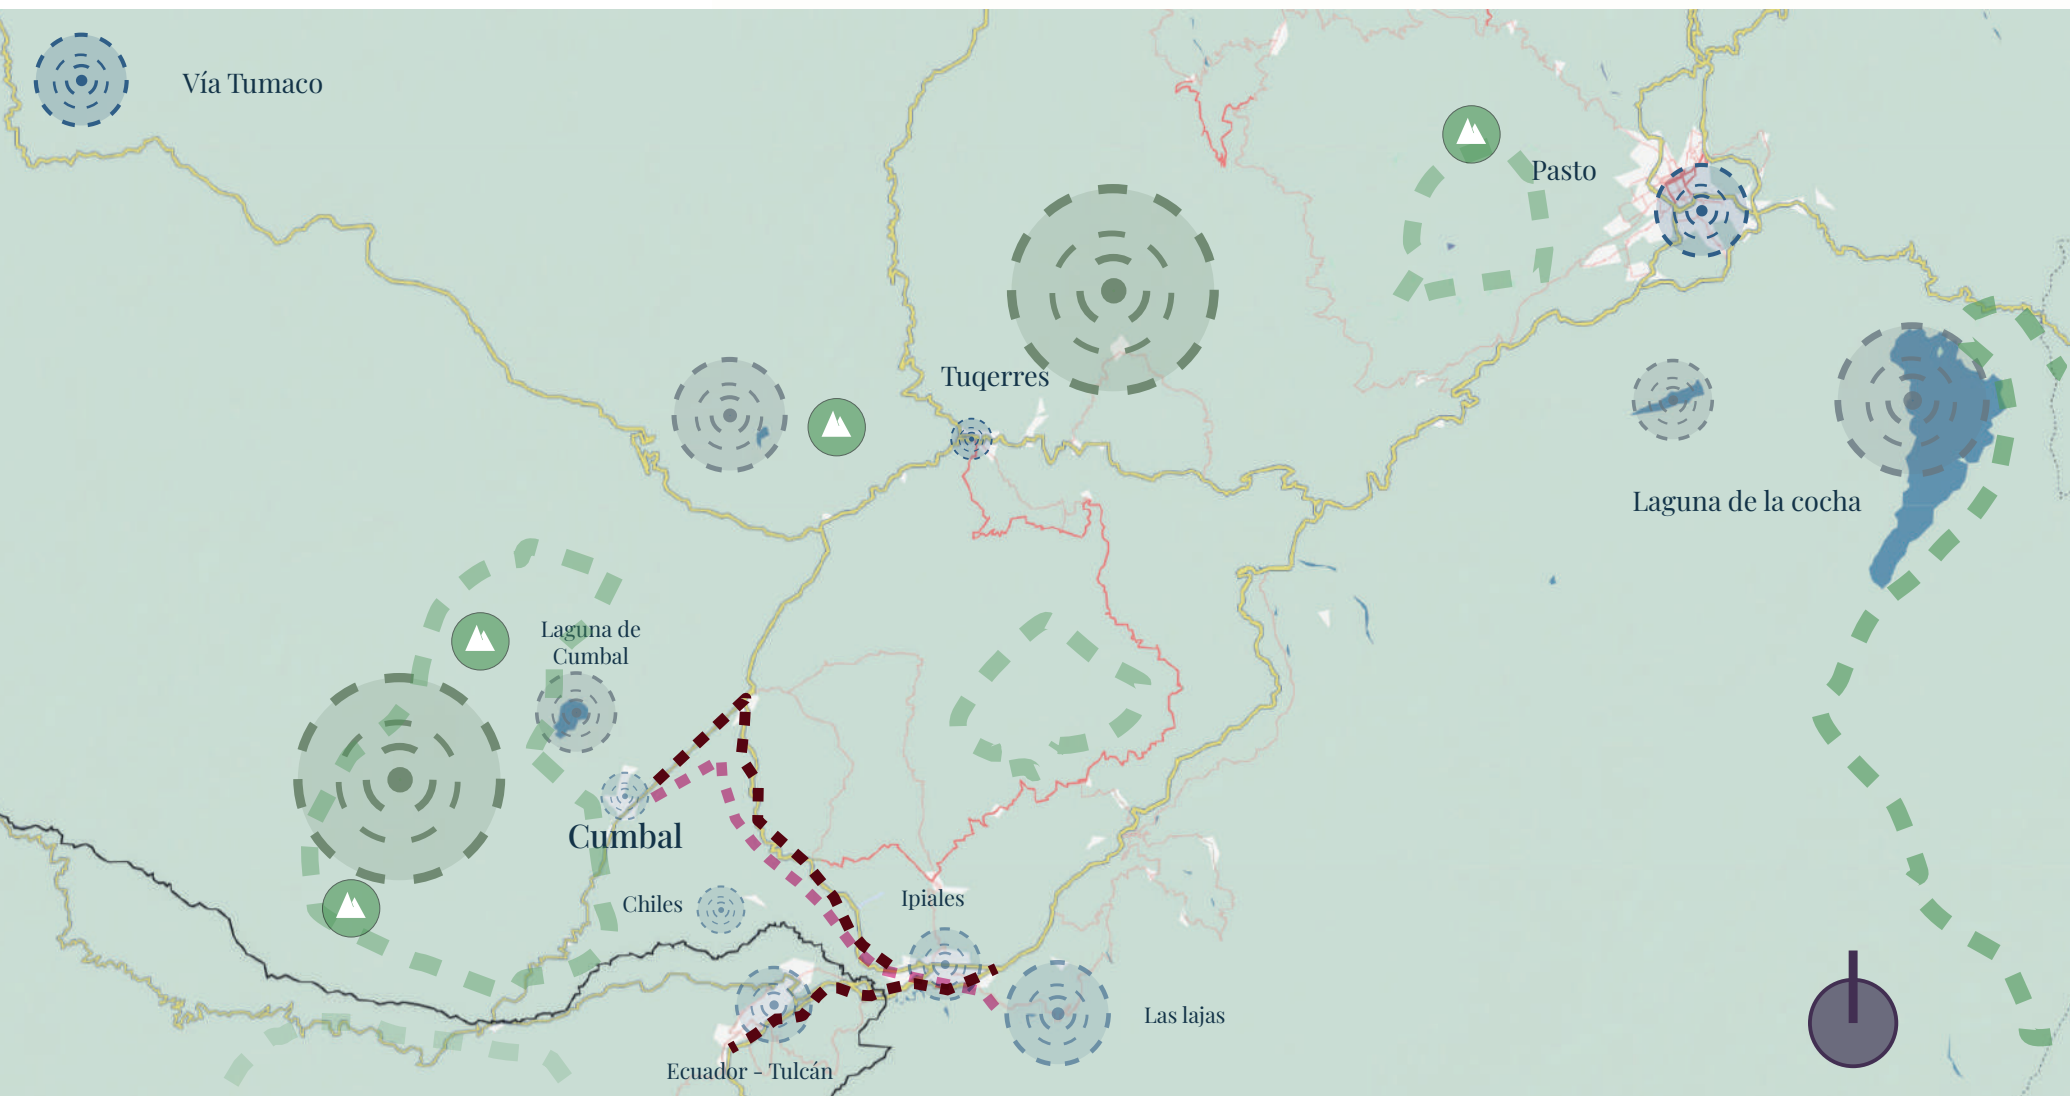 Vía Tumaco
Pasto
Tuqerres
Laguna de la cocha
Laguna de
Cumbal
Cumbal
Chiles
Ipiales
Las lajas
Ecuador - Tulcán